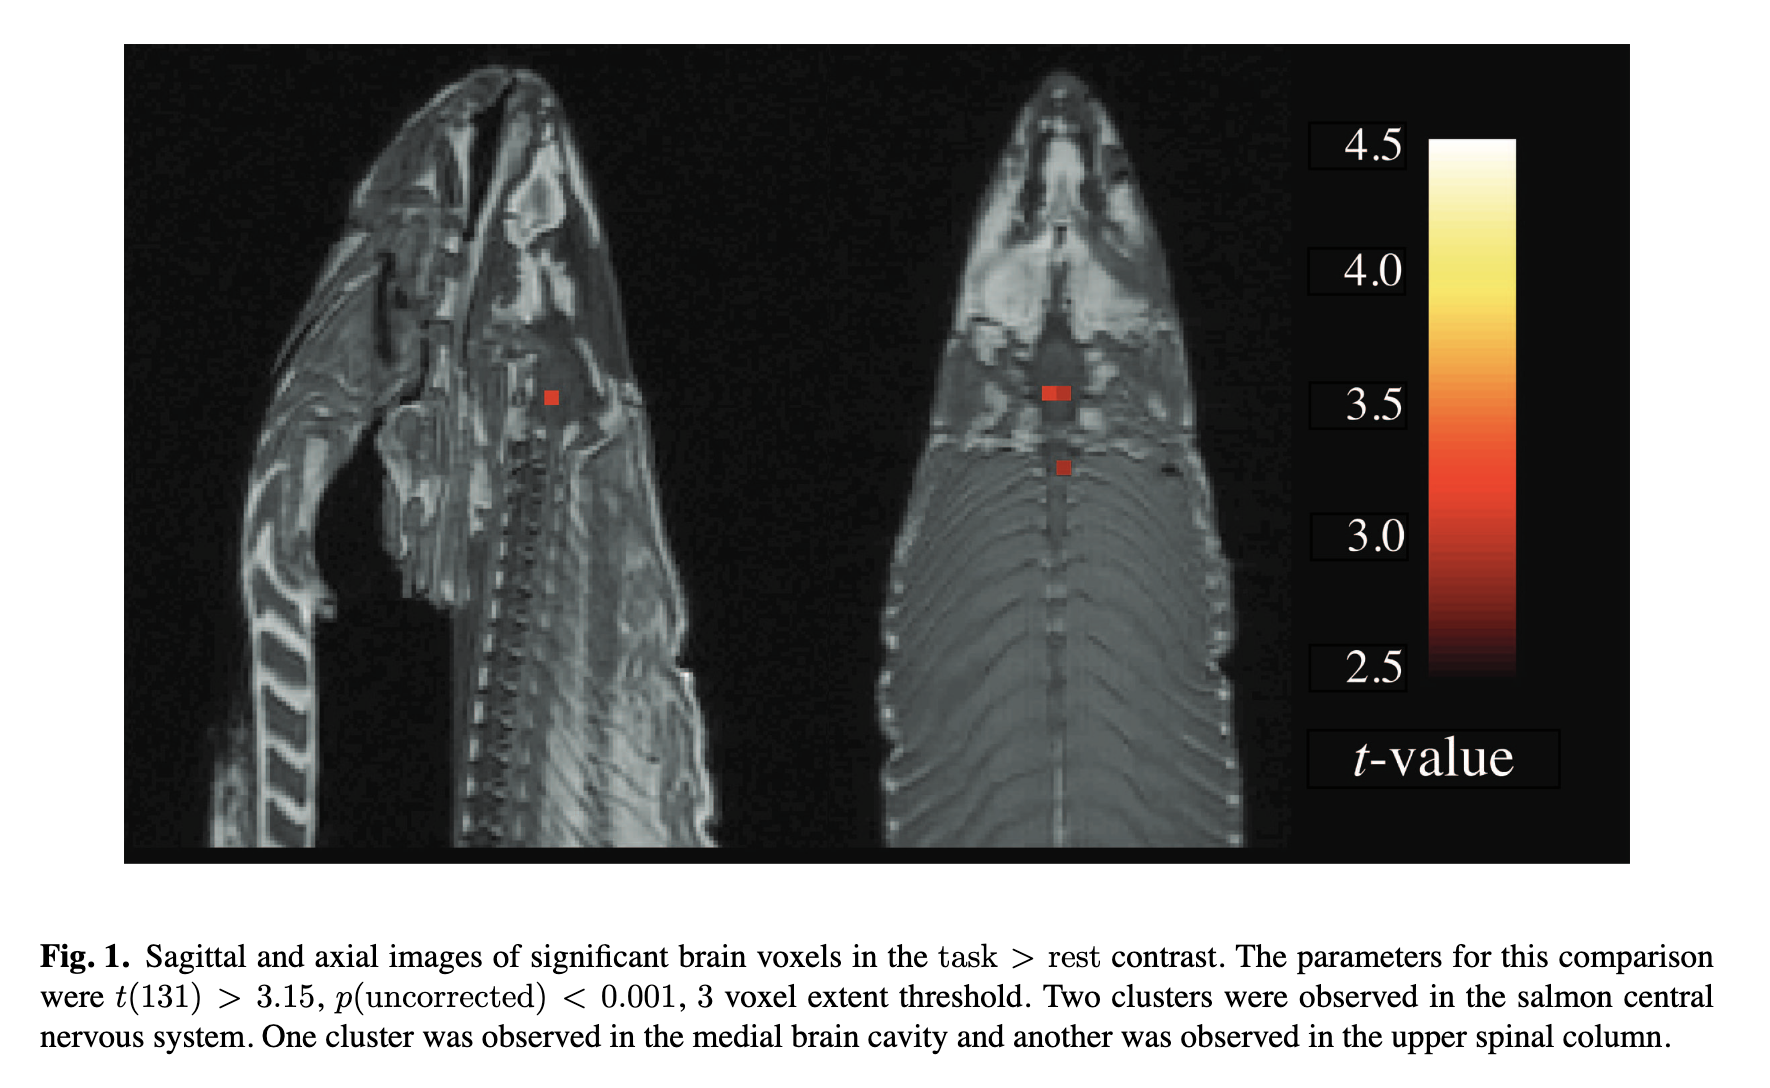 4.5
4.0
3.5
3.0
2.5
t-value
Fig. 1. Sagittal and axial images of significant brain voxels in the task > rest contrast. The parameters for this comparison
were t(131) > 3.15, p(uncorrected) < 0.001, 3 voxel extent threshold. Two clusters were observed in the salmon central
nervous system. One cluster was observed in the medial brain cavity and another was observed in the upper spinal column.